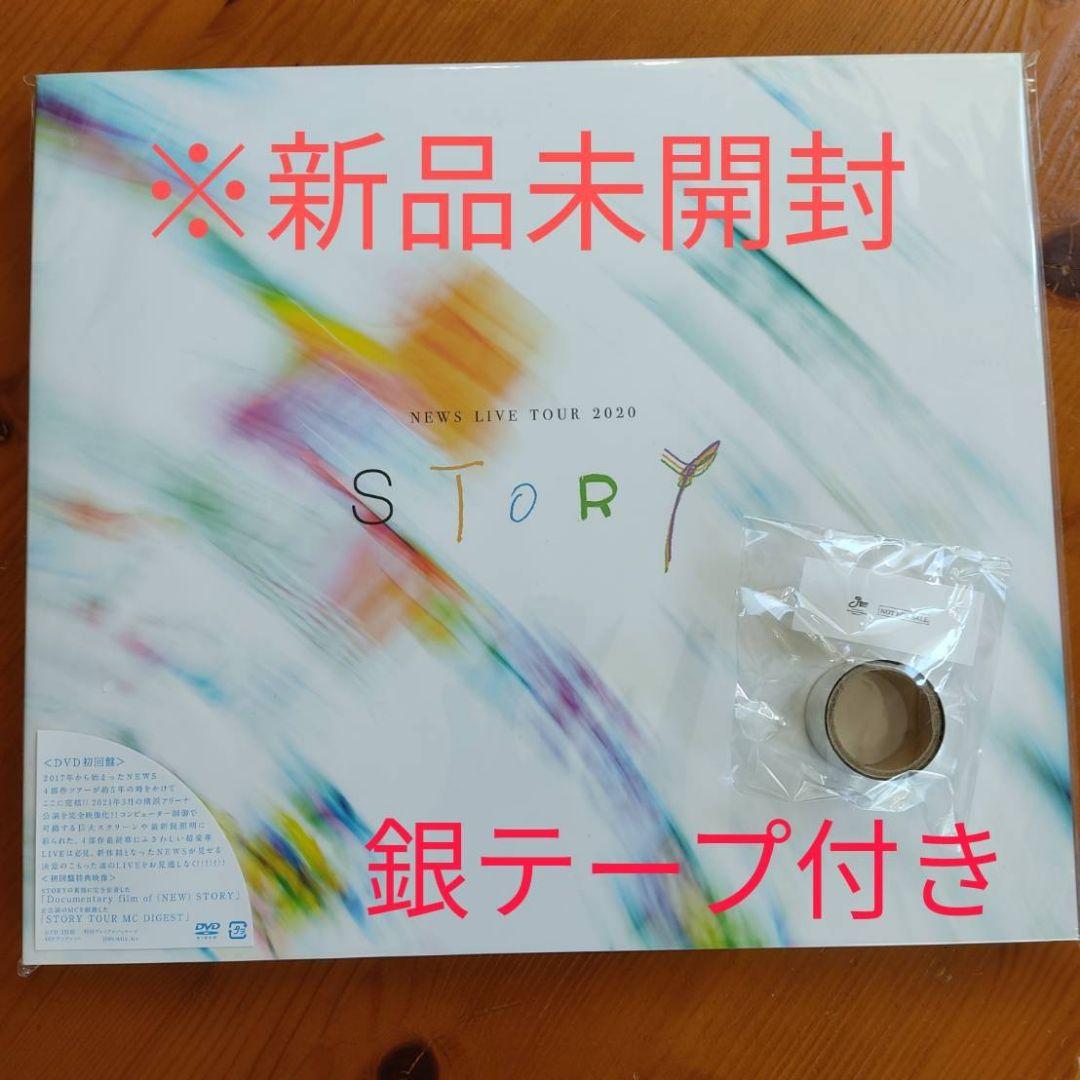 ※新品未開封
NEWS LIVE TOUR 2020
STORY
NOT FOR SALE
<DVD初回盤>
2017年から始まったNEWS
4部作ツアーが約5年の時をかけて
ここに完結!!2021年3月の横浜アリーナ
公演を完全映像化!!コンピューター制御で
可動する巨大スクリーンや最新鋭照明に
彩られた、4部作最終章にふさわしい超豪華
LIVEは必見。新体制となったNEWSが見せる
決意のこもった魂のLIVEをお見逃しなく!!!!!!
<初回盤特典映像>
STORYの裏側に完全密着した
「Documentary film of (NEW) STORY」
全公演のMCを厳選した
「STORY TOUR MC DIGEST」
DVD
銀テープ付き